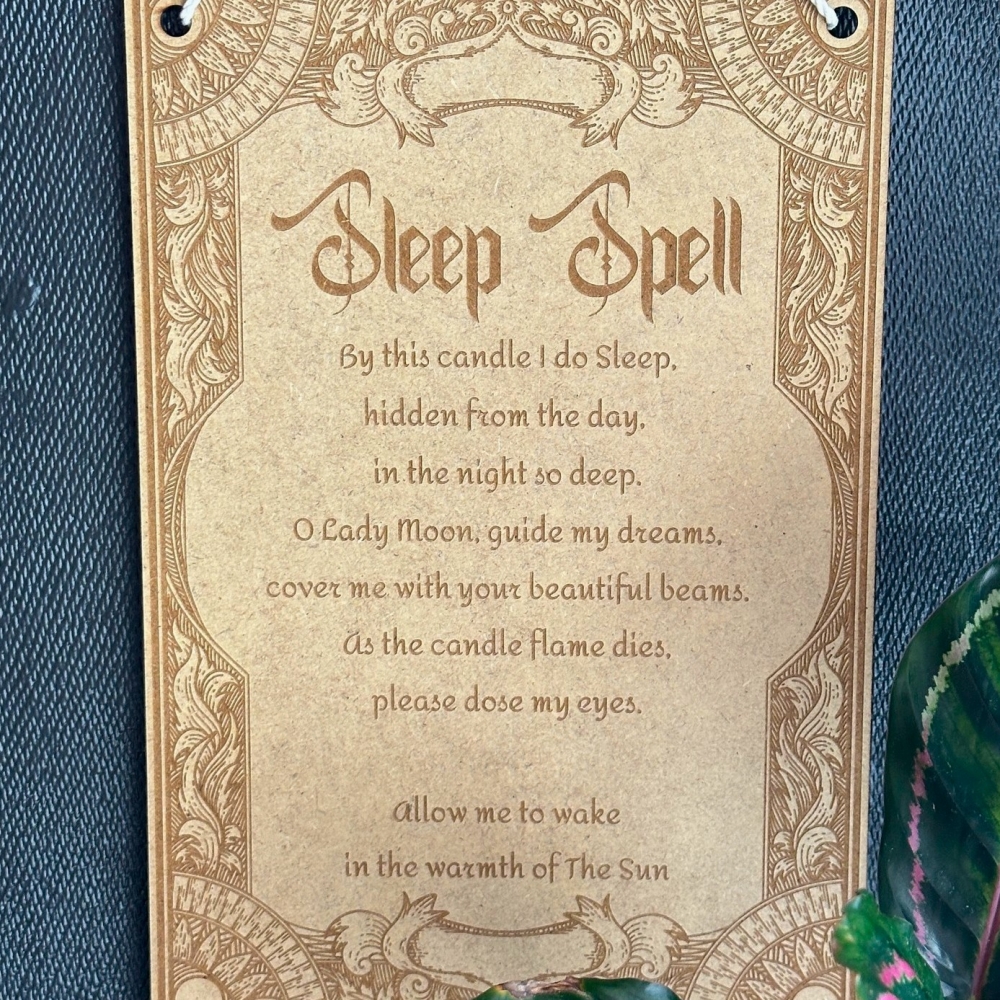 Sleep Spell
By this candle I do Sleep,
hidden from the day,
in the night so deep.
O Lady Moon, guide my dreams,
cover me with your beautiful beams.
As the candle flame dies,
please dose my eyes.
Allow me to wake
in the warmth of The Sun